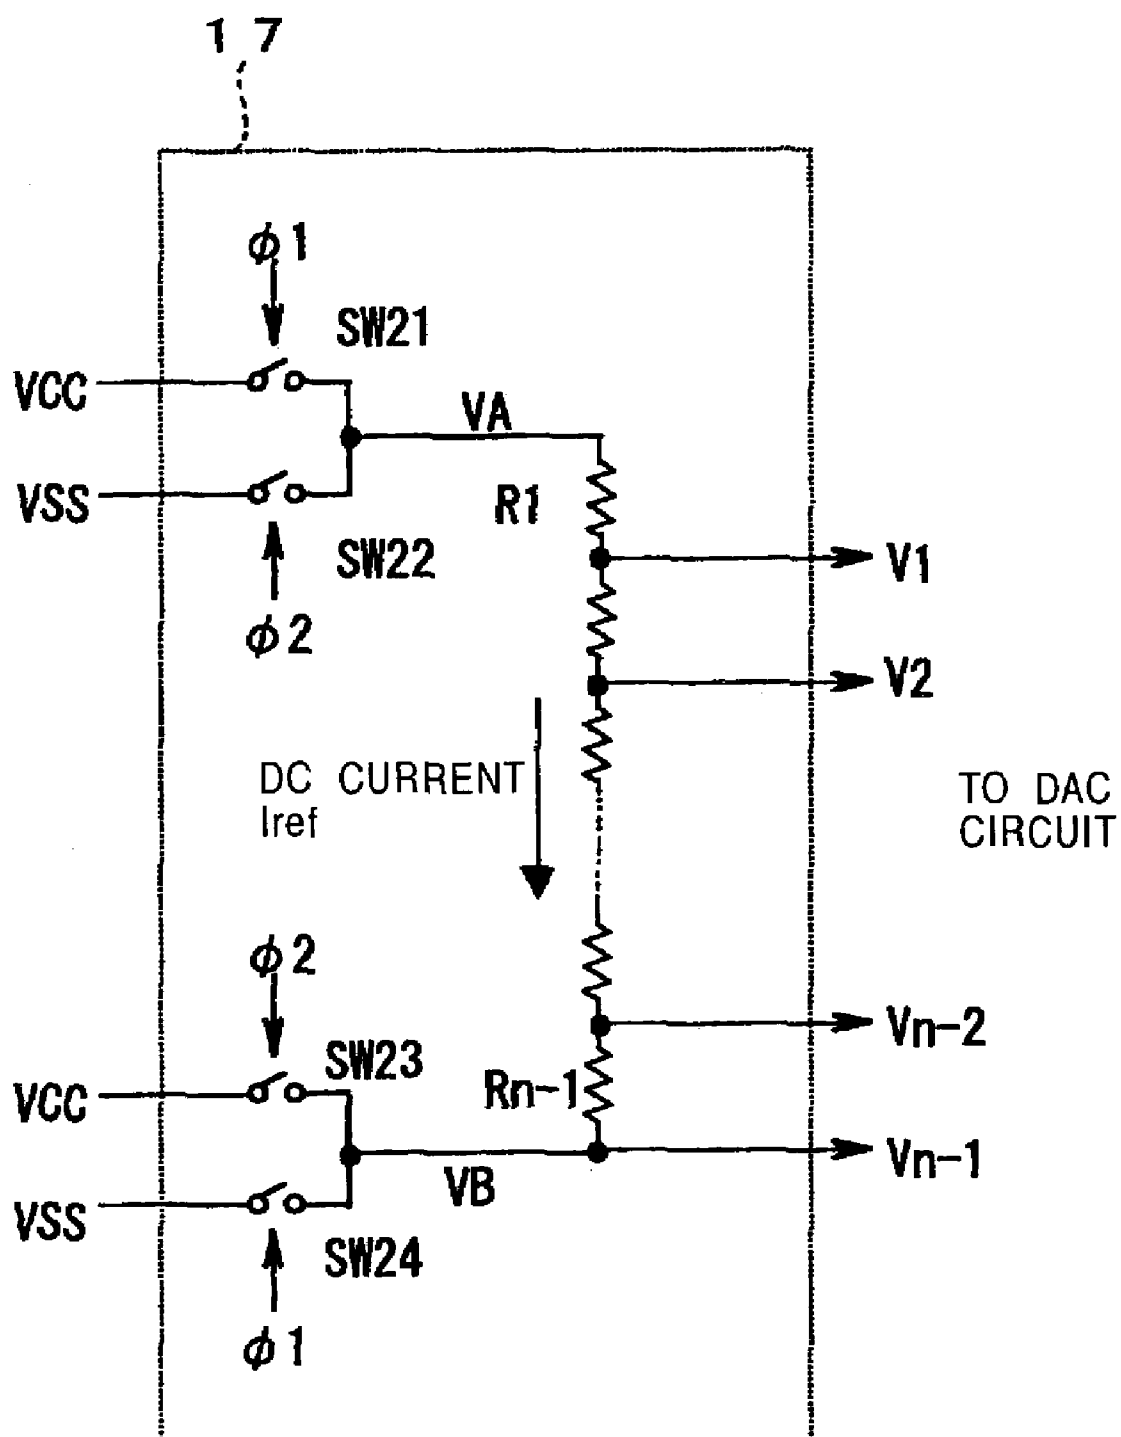 17
φ1
SW21
VCC
VA
VSS
R1
SW22
V1
φ2
V2
DC CURRENT
Iref
TO DAC
CIRCUIT
φ2
Vn-2
SW23
VCC
Rn-1
Vn-1
VB
VSS
SW24
φ1